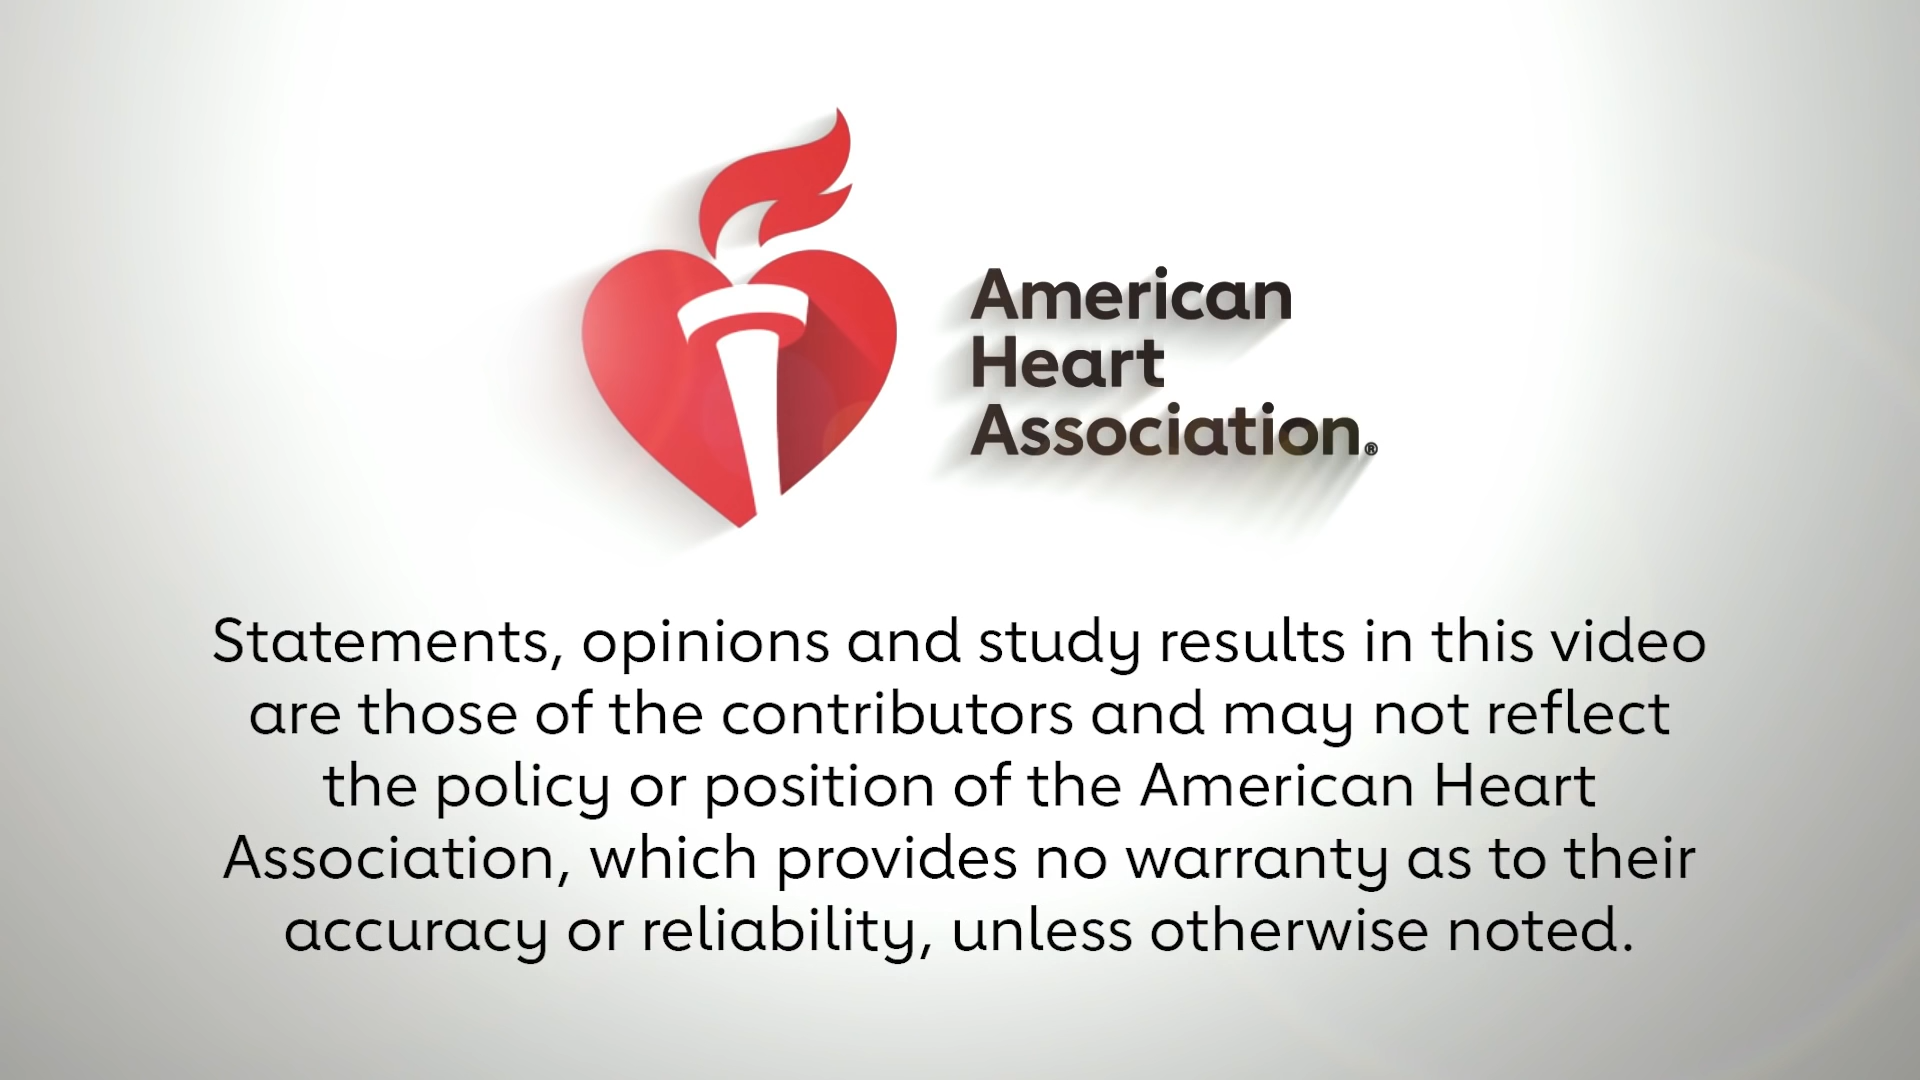 American
Heart
Association®
Statements, opinions and study results in this video
are those of the contributors and may not reflect
the policy or position of the American Heart
Association, which provides no warranty as to their
accuracy or reliability, unless otherwise noted.